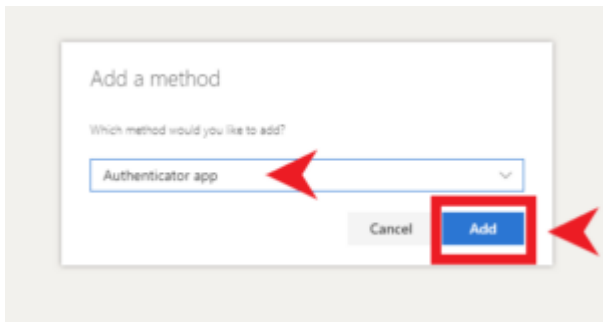 Add a method
Which method would you like to add?
Authenticator app
Cancel
Add